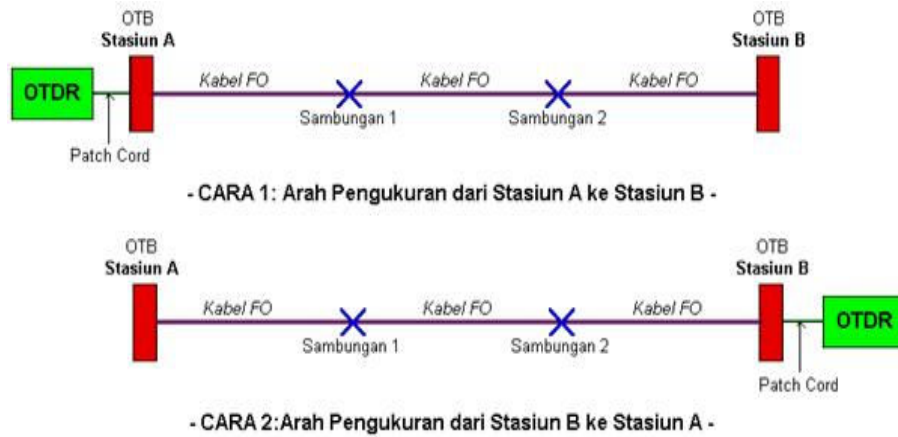 OTB
Stasiun A
OTB
Stasiun B
OTDR
Kabel FO
Kabel FO
Kabel FO
Sambungan 1
Sambungan 2
Patch Cord
- CARA 1: Arah Pengukuran dari Stasiun A ke Stasiun B -
OTB
Stasiun A
OTB
Stasiun B
Kabel FO
Kabel FO
Kabel FO
OTDR
Sambungan 1
Sambungan 2
Patch Cord
- CARA 2:Arah Pengukuran dari Stasiun B ke Stasiun A -